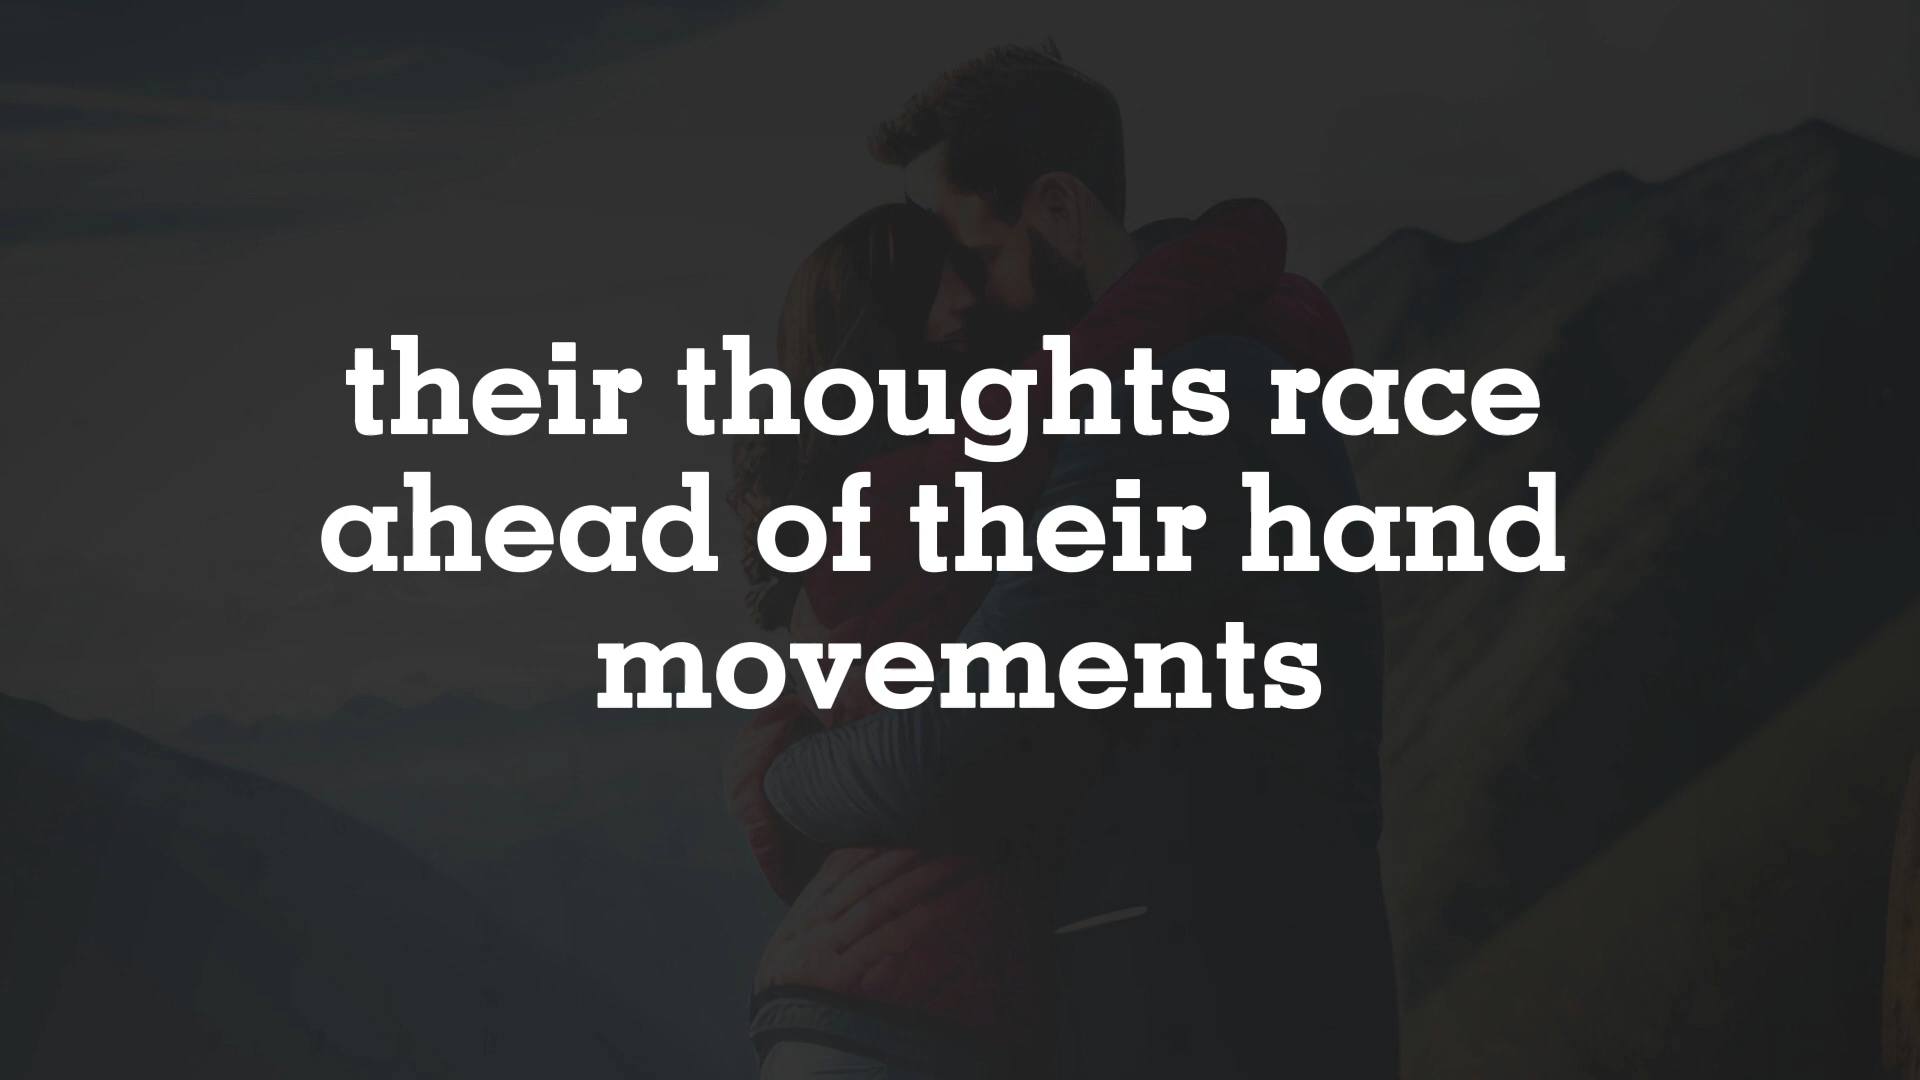 their thoughts race
ahead of their hand
movements